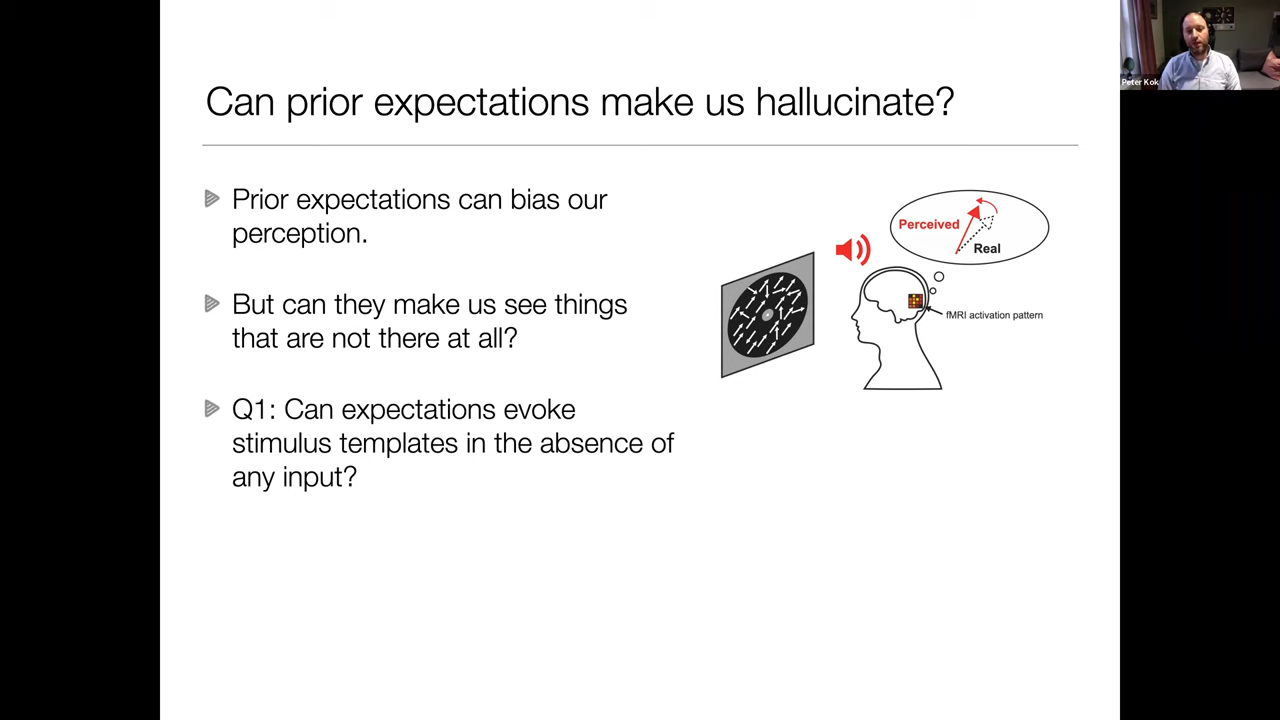 Can prior expectations make us hallucinate?
Prior expectations can bias our
perception.
But can they make us see things
that are not there at all?
Q1: Can expectations evoke
stimulus templates in the absence of
any input?
Perceived
Real
fMRI activation pattern
Peter Kok